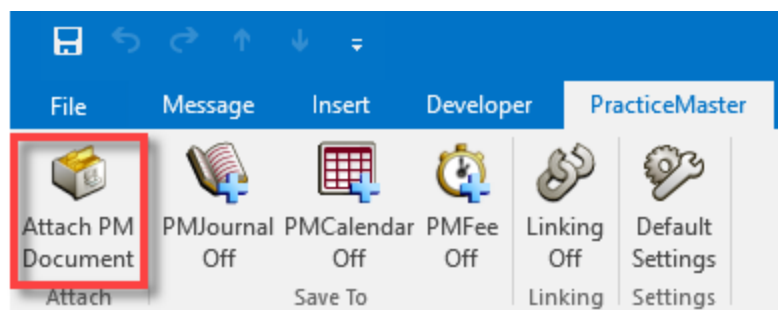 File Message Insert Developer PracticeMaster
Attach PM PMJournal PMCalendar PMFee Linking Default
Document Off Off Off Off Settings
Attach Save To Linking Settings